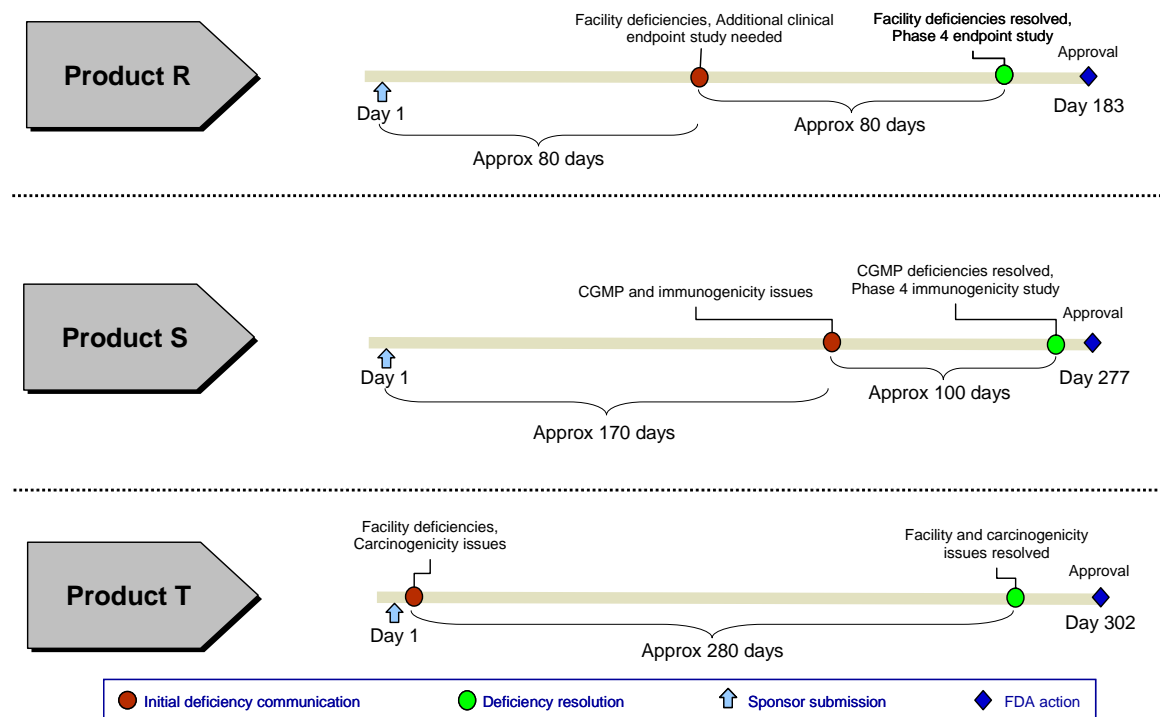 Product R
Facility deficiencies, Additional clinical
endpoint study needed
Facility deficiencies resolved,
Phase 4 endpoint study
Approval
Day 1
Day 183
Approx 80 days
Approx 80 days
Product S
CGMP and immunogenicity issues
CGMP deficiencies resolved,
Phase 4 immunogenicity study
Approval
Day 1
Day 277
Approx 100 days
Approx 170 days
Product T
Facility deficiencies,
Carcinogenicity issues
Facility and carcinogenicity
issues resolved
Approval
Day 1
Day 302
Approx 280 days
Initial deficiency communication
Deficiency resolution
Sponsor submission
FDA action